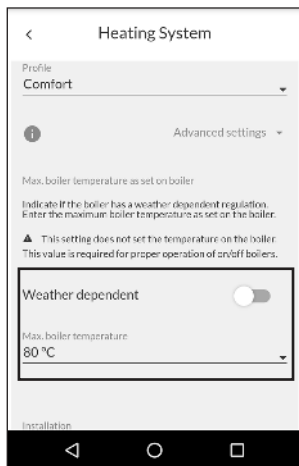 Heating System
Profile
Comfort
Advanced settings
Max. boiler temperature as set on boiler
Indicate if the boiler has a weather dependent regulation.
Enter the maximum boiler temperature as set on the boiler.
This setting does not set the temperature on the boiler.
This value is required for proper operation of on/off boilers.
Weather dependent
Max. boiler temperature
80 °C
Installation